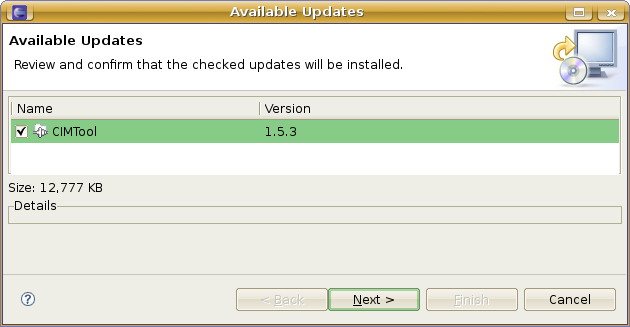 Available Updates
Available Updates
Review and confirm that the checked updates will be installed.
Name Version
CIMTool 1.5.3
Size: 12,777 KB
Details
? < Back Next > Finish Cancel